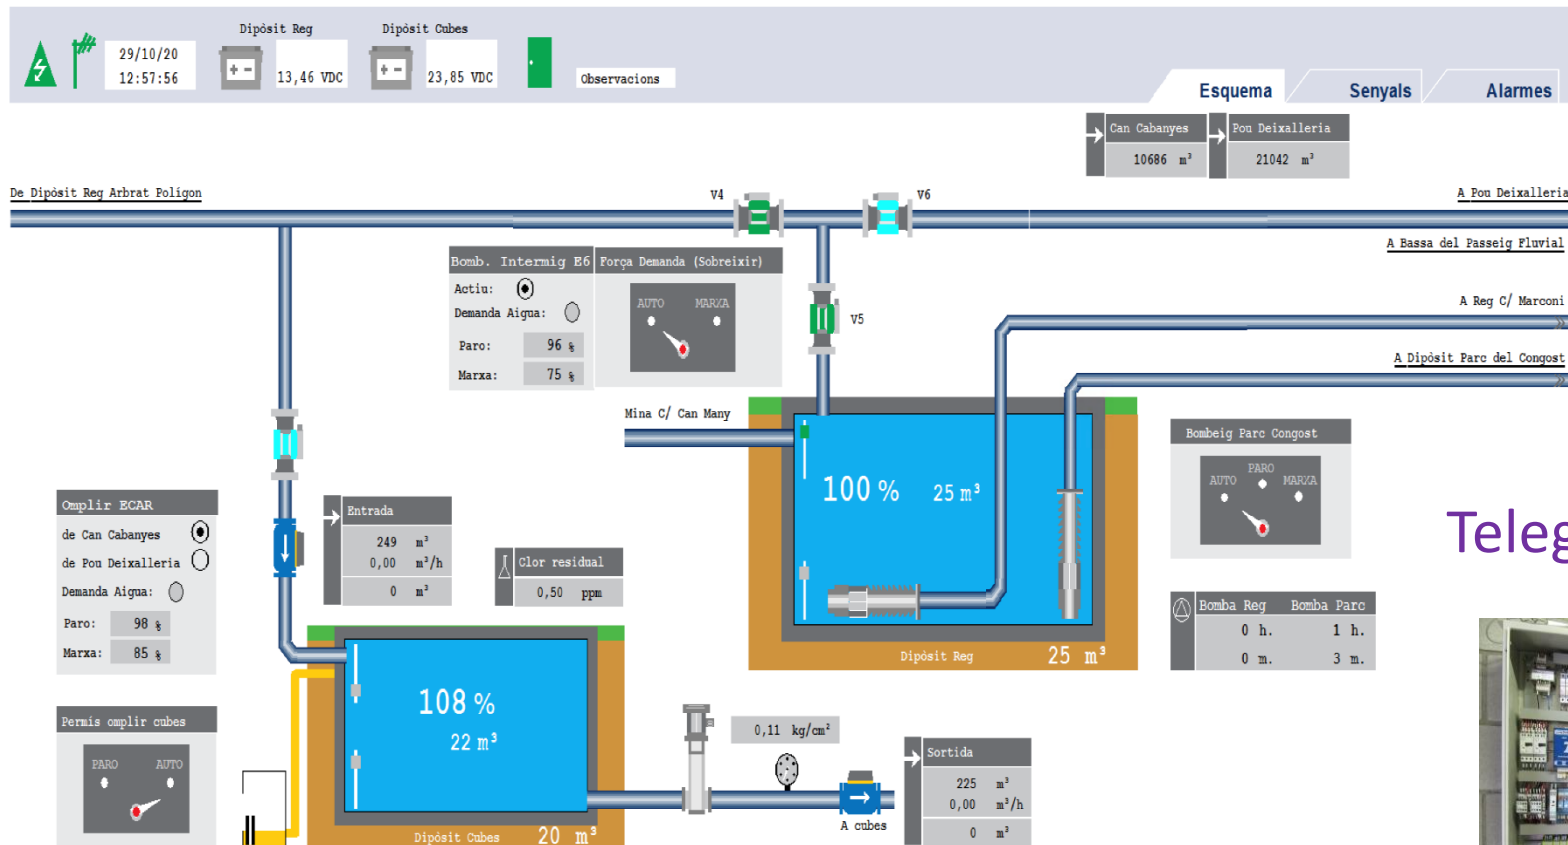 Dipòsit Reg
Dipòsit Cubes
29/10/20
12:57:56
+ -
13,46 VDC
+ -
23,85 VDC
Observacions
Esquema
Senyals
Alarmes
Can Cabanyes
10686 m³
Pou Deixalleria
21042 m³
De Dipòsit Reg Arbrat Polígon
V4
V6
A Pou Deixalleria
A Bassa del Passeig Fluvial
Bomb. Intermig E6
Actiu:
Demanda Aigua:
Paro: 96 %
Marxa: 75 %
Força Demanda (Sobreixir)
AUTO MARXA
V5
A Reg C/ Marconi
A Dipòsit Parc del Congost
Mina C/ Can Many
100 % 25 m³
Dipòsit Reg 25 m³
Bombeig Parc Congost
PARO
AUTO MARXA
Teleg
Omplir ECAR
de Can Cabanyes
de Pou Deixalleria
Demanda Aigua:
Paro: 98 %
Marxa: 85 %
Entrada
249 m³
0,00 m³/h
0 m³
Clor residual
0,50 ppm
Bomba Reg Bomba Parc
0 h. 1 h.
0 m. 3 m.
Permís omplir cubes
PARO AUTO
108 %
22 m³
Dipòsit Cubes 20 m³
0,11 kg/cm²
A cubes
Sortida
225 m³
0,00 m³/h
0 m³